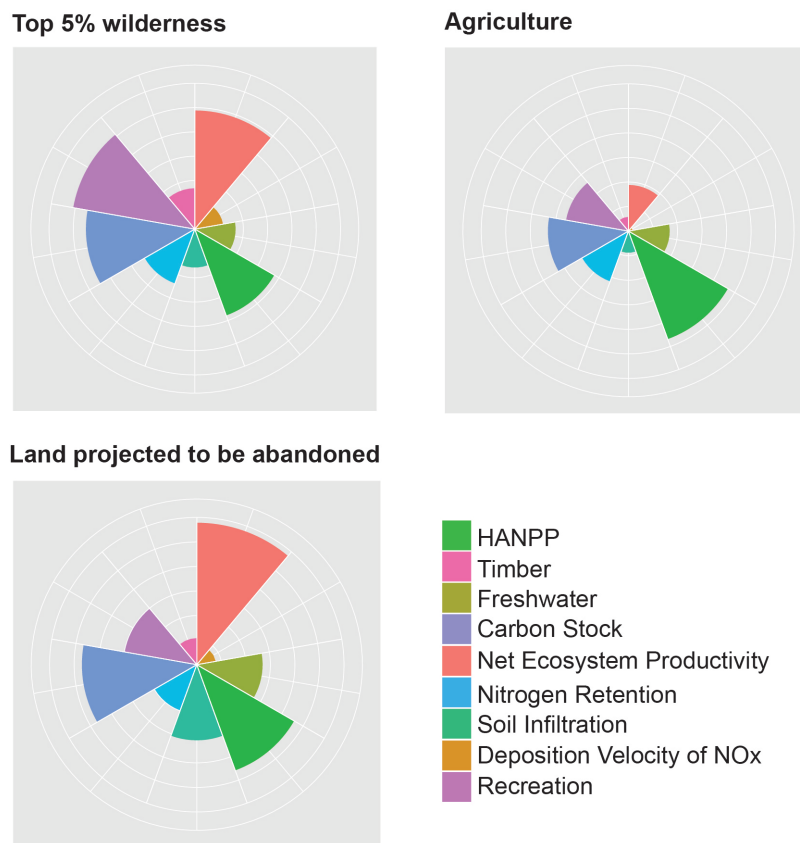 Top 5% wilderness
Agriculture
Land projected to be abandoned
HANPP
Timber
Freshwater
Carbon Stock
Net Ecosystem Productivity
Nitrogen Retention
Soil Infiltration
Deposition Velocity of NOx
Recreation